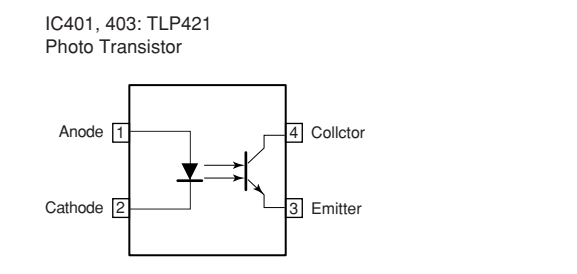 IC401, 403: TLP421
Photo Transistor
Anode 1
4 Collctor
Cathode 2
3 Emitter